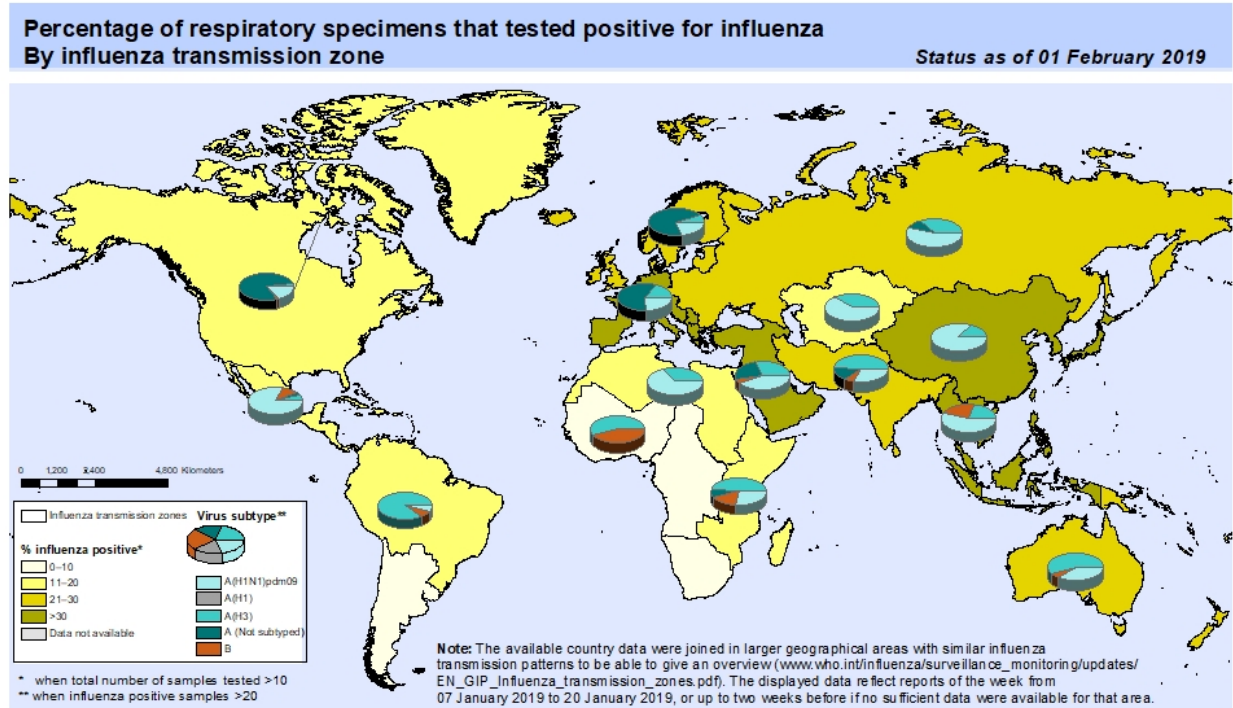 Percentage of respiratory specimens that tested positive for influenza
By influenza transmission zone
Status as of 01 February 2019
0 1,200 2,400 4,800 Kilometers
Influenza transmission zones
Virus subtype**
% influenza positive*
0–10
11–20
21–30
>30
Data not available
A(H1N1)pdm09
A(H1)
A(H3)
A (Not subtyped)
B
* when total number of samples tested >10
** when influenza positive samples >20
Note: The available country data were joined in larger geographical areas with similar influenza
transmission patterns to be able to give an overview (www.who.int/influenza/surveillance_monitoring/updates/
EN_GIP_Influenza_transmission_zones.pdf). The displayed data reflect reports of the week from
07 January 2019 to 20 January 2019, or up to two weeks before if no sufficient data were available for that area.